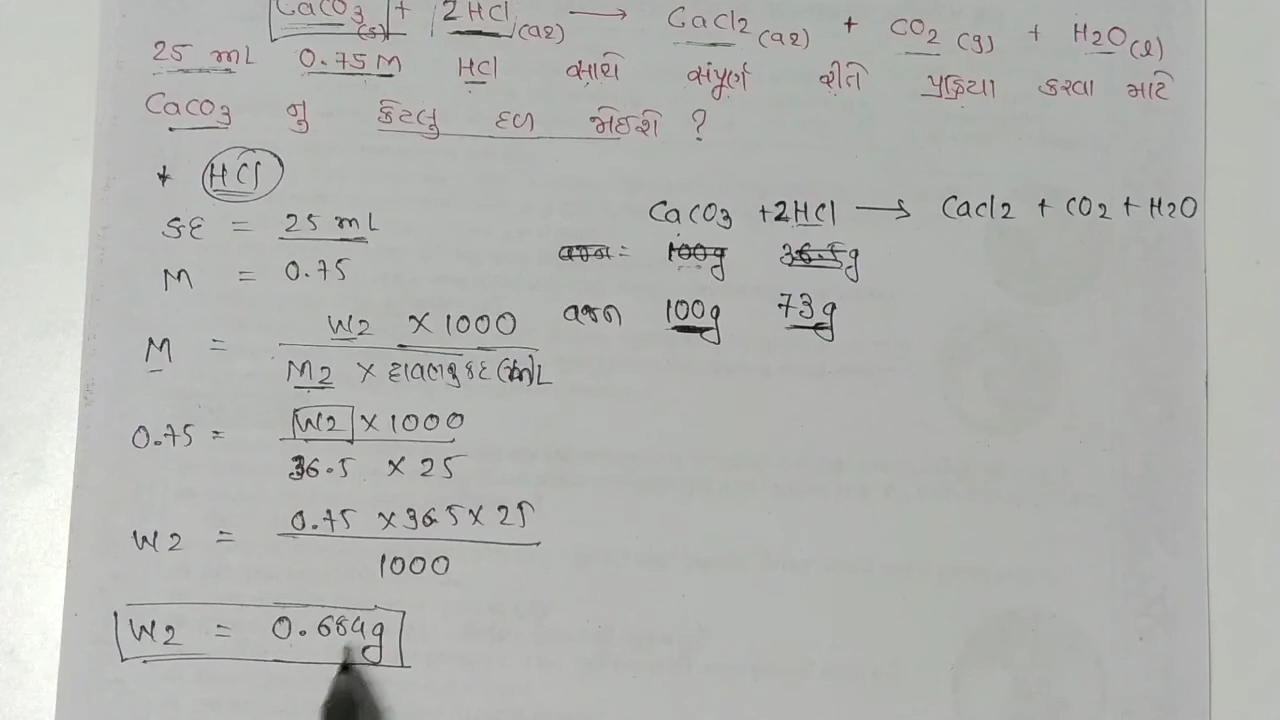 CaCO3(s) + 2HCl(aq) ⟶ CaCl2(aq) + CO2(g) + H2O(l)
25 mL 0.75M HCl સાથે સંપૂર્ણ રીતે પ્રક્રિયા કરવા માટે
CaCO3 નુ કેટલુ દળ જોઇશે ?
* HCl
કદ = 25 mL
M = 0.75
M = W2 × 1000
M2 × દ્રાવણનુ કદ mL
0.75 = W2 × 1000
36.5 × 25
W2 = 0.75 × 36.5 × 25
1000
W2 = 0.684g
CaCO3 + 2HCl ⟶ CaCl2 + CO2 + H2O
વજન = 100g 36.5g
વજન 100g 73g